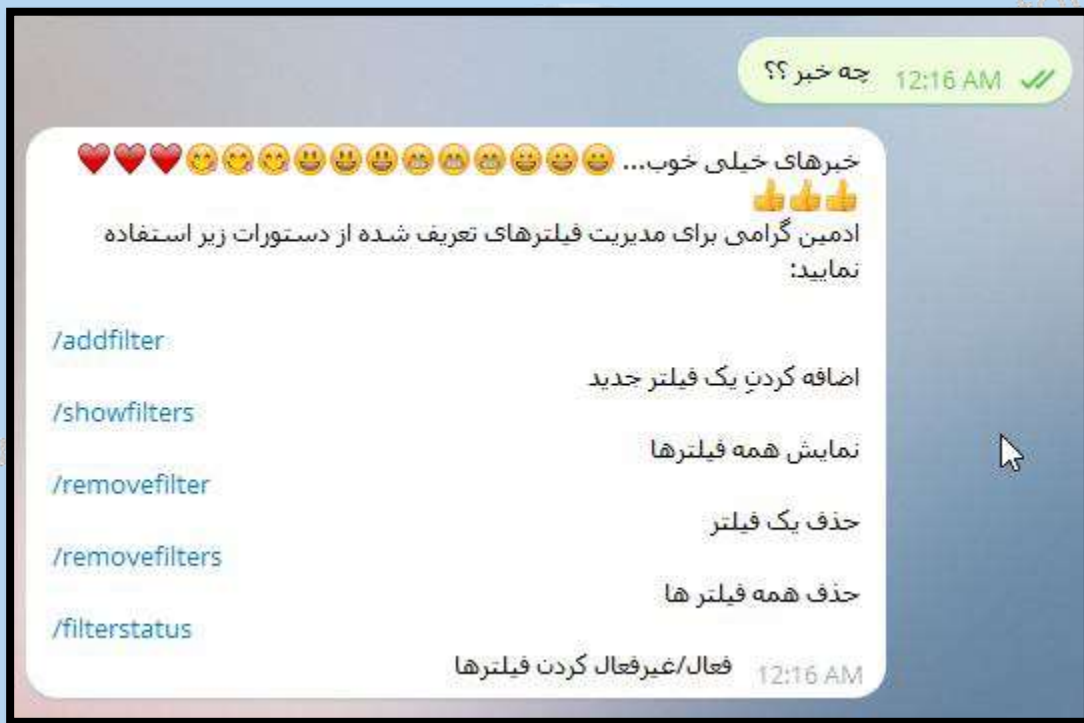 چه خبر ؟؟
12:16 AM
خبرهای خیلی خوب... 😀😀😀😁😁😁😃😃😃😋😋😋❤❤❤
👍👍👍
ادمین گرامی برای مدیریت فیلترهای تعریف شده از دستورات زیر استفاده
نمایید:
/addfilter
اضافه کردنِ یک فیلتر جدید
/showfilters
نمایش همه فیلترها
/removefilter
حذف یک فیلتر
/removefilters
حذف همه فیلتر ها
/filterstatus
فعال/غیرفعال کردن فیلترها
12:16 AM